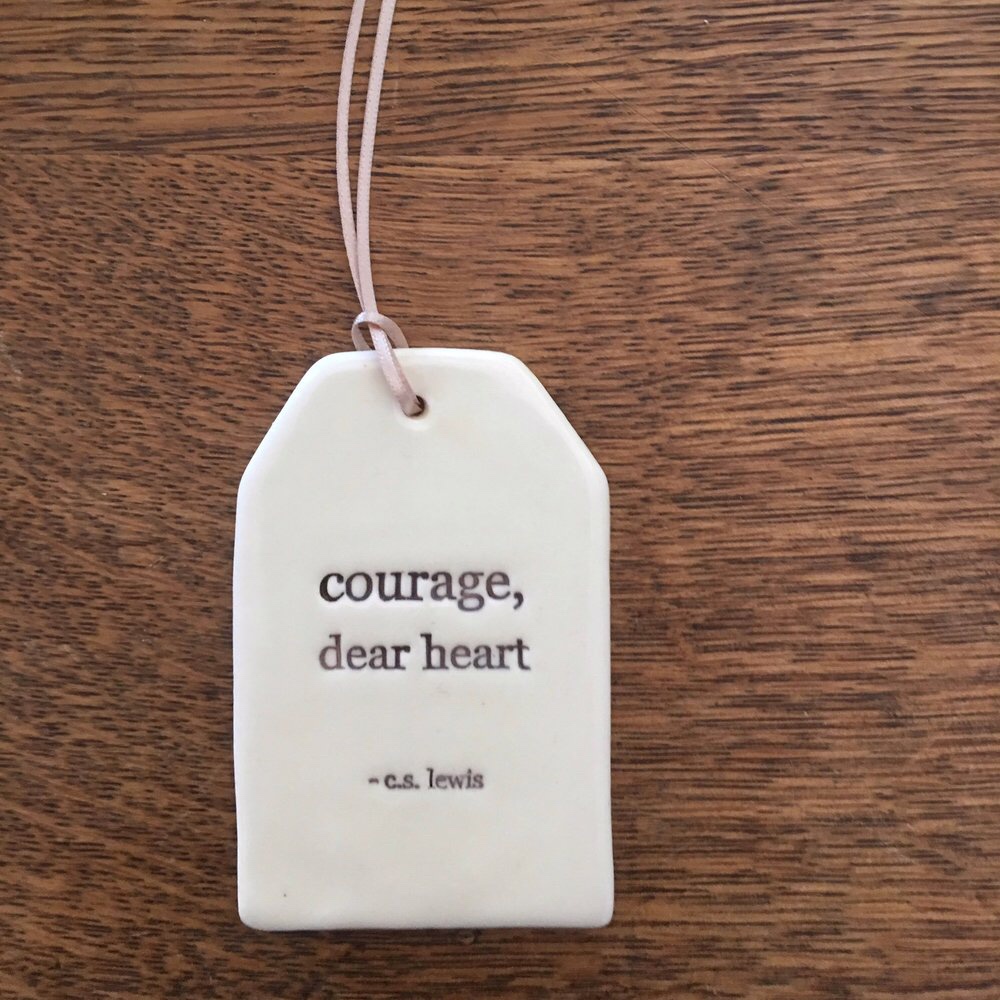 courage,
dear heart
- c.s. lewis